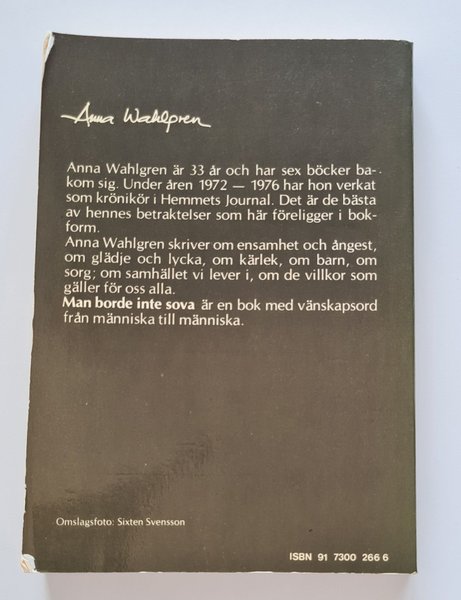 Anna Wahlgren
Anna Wahlgren är 33 år och har sex böcker ba-
kom sig. Under åren 1972 — 1976 har hon verkat
som krönikör i Hemmets Journal. Det är de bästa
av hennes betraktelser som här föreligger i bok-
form.
Anna Wahlgren skriver om ensamhet och ångest,
om glädje och lycka, om kärlek, om barn, om
sorg; om samhället vi lever i, om de villkor som
gäller för oss alla.
Man borde inte sova är en bok med vänskapsord
från människa till människa.
Omslagsfoto: Sixten Svensson
ISBN 91 7300 266 6